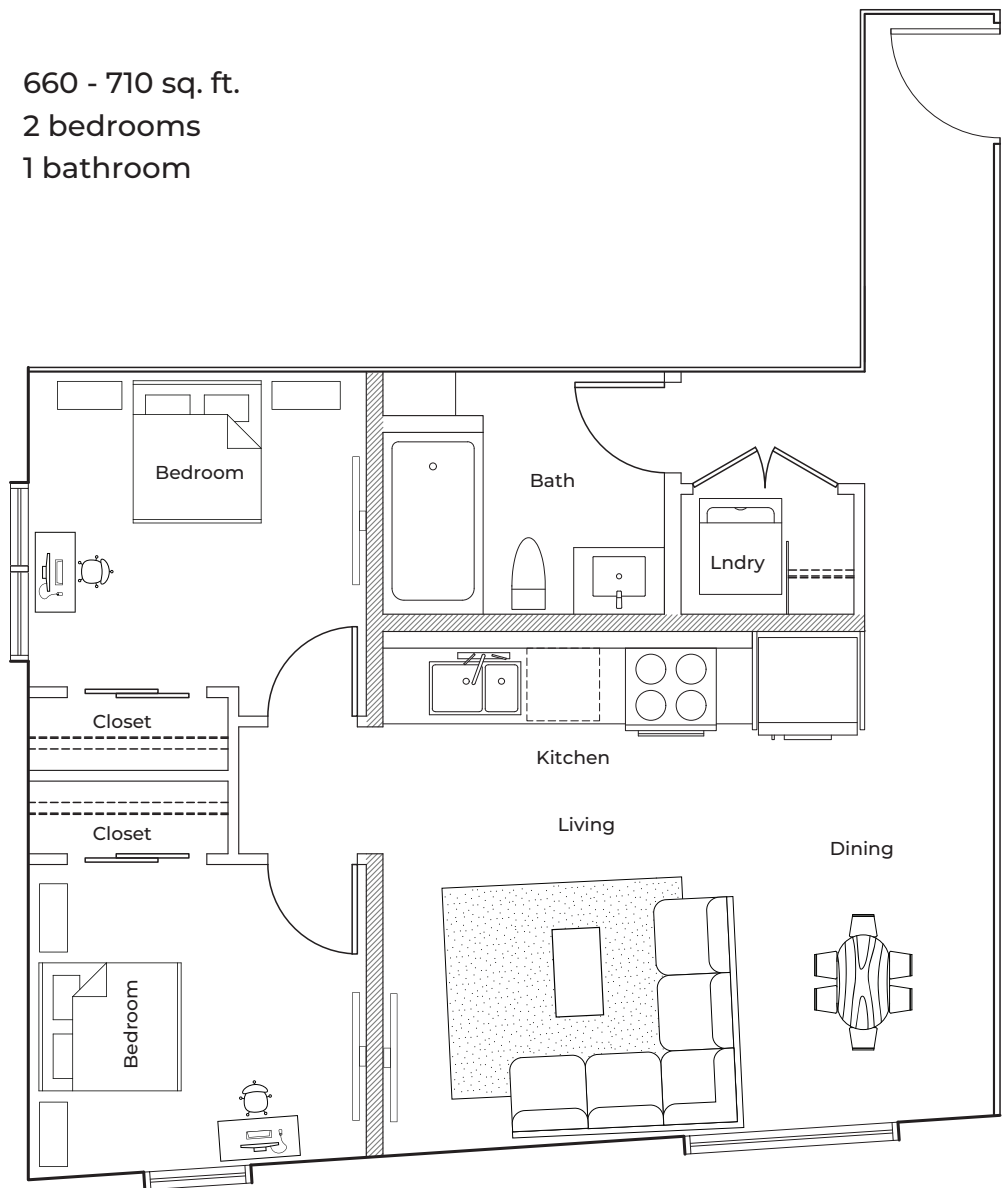 660 - 710 sq. ft.
2 bedrooms
1 bathroom
Bedroom
Bath
Lndry
Closet
Kitchen
Living
Closet
Dining
Bedroom